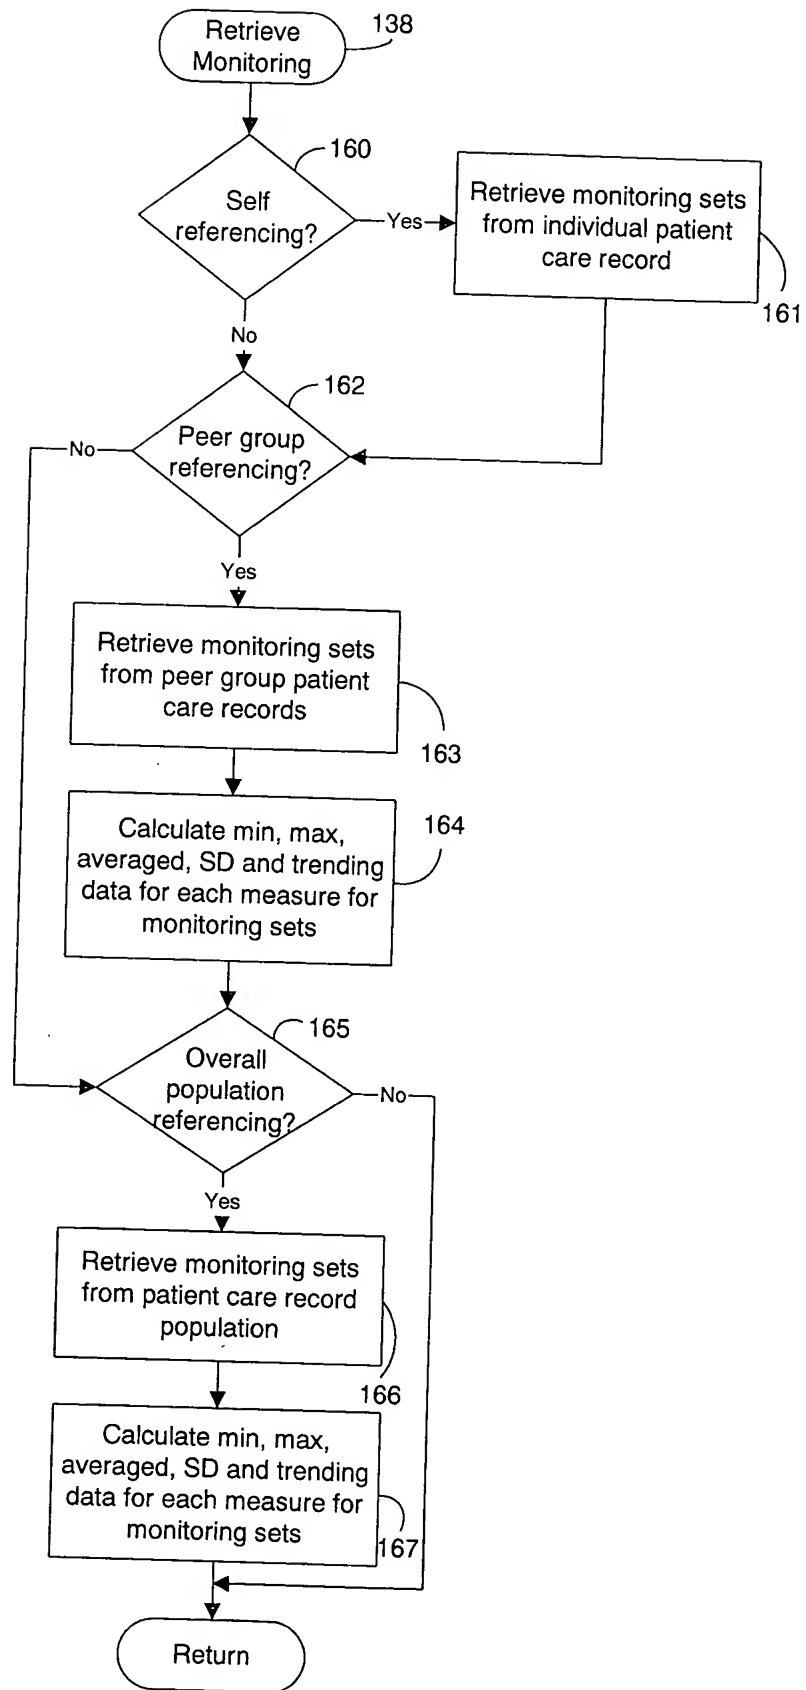 Retrieve
Monitoring
138
160
Self
referencing?
Yes
Retrieve monitoring sets
from individual patient
care record
161
No
162
Peer group
referencing?
No
Yes
Retrieve monitoring sets
from peer group patient
care records
163
Calculate min, max,
averaged, SD and trending
data for each measure for
monitoring sets
164
165
Overall
population
referencing?
No
Yes
Retrieve monitoring sets
from patient care record
population
166
Calculate min, max,
averaged, SD and trending
data for each measure for
monitoring sets
167
Return